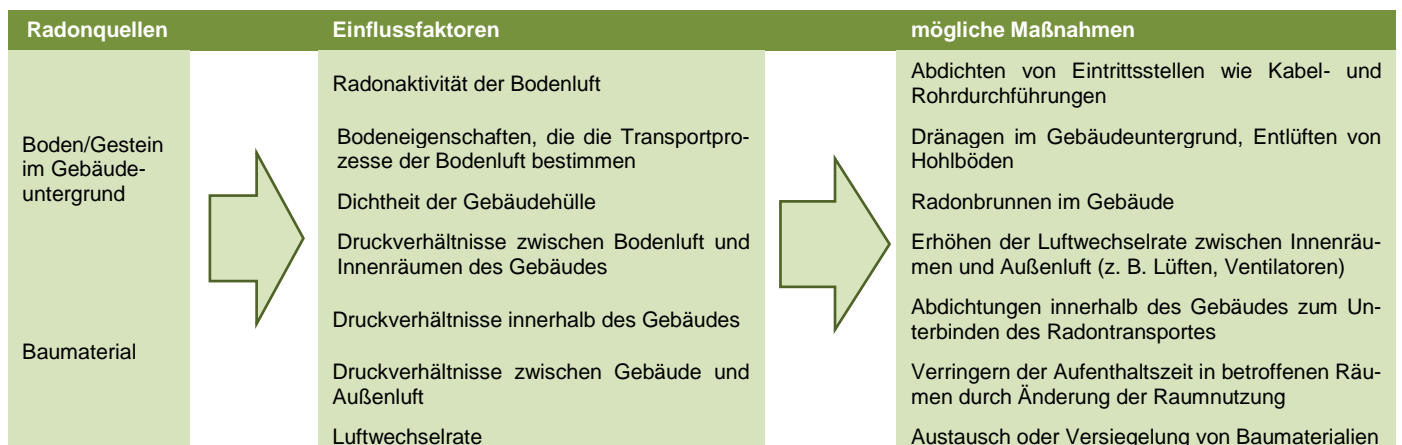 Radonquellen
Einflussfaktoren
mögliche Maßnahmen
Boden/Gestein
im Gebäude-
untergrund
Baumaterial
Radonaktivität der Bodenluft
Bodeneigenschaften, die die Transportpro-
zesse der Bodenluft bestimmen
Dichtheit der Gebäudehülle
Druckverhältnisse zwischen Bodenluft und
Innenräumen des Gebäudes
Druckverhältnisse innerhalb des Gebäudes
Druckverhältnisse zwischen Gebäude und
Außenluft
Luftwechselrate
Abdichten von Eintrittsstellen wie Kabel- und
Rohrdurchführungen
Dränagen im Gebäudeuntergrund, Entlüften von
Hohlböden
Radonbrunnen im Gebäude
Erhöhen der Luftwechselrate zwischen Innenräu-
men und Außenluft (z. B. Lüften, Ventilatoren)
Abdichtungen innerhalb des Gebäudes zum Un-
terbinden des Radontransportes
Verringern der Aufenthaltszeit in betroffenen Räu-
men durch Änderung der Raumnutzung
Austausch oder Versiegelung von Baumaterialien